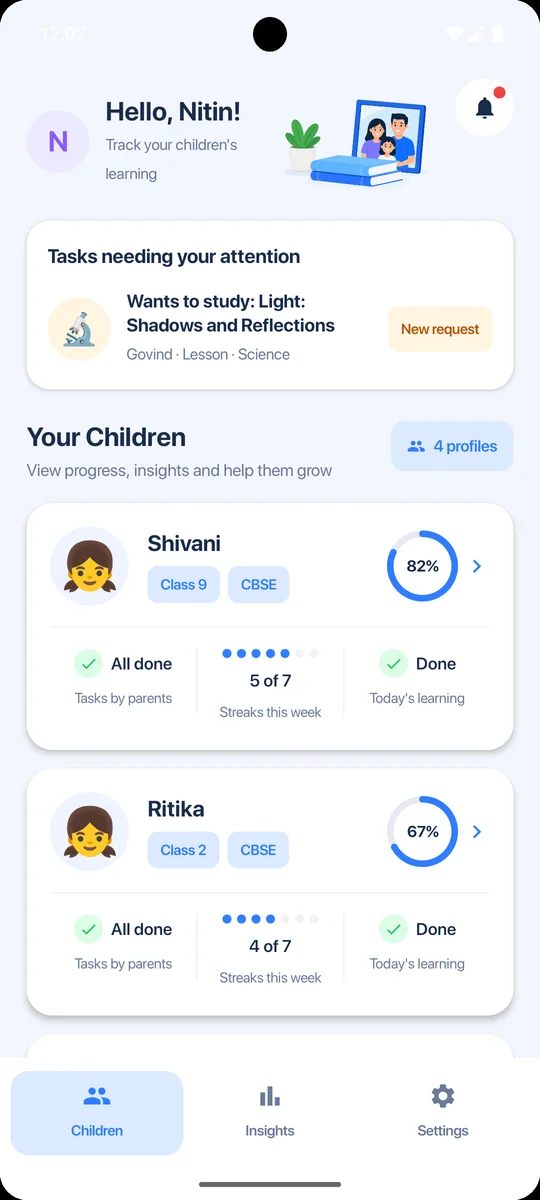 12:02
Hello, Nitin!
N
Track your children's
learning
Tasks needing your attention
Wants to study: Light:
Shadows and Reflections
Govind · Lesson · Science
New request
Your Children
4 profiles
View progress, insights and help them grow
Shivani
Class 9
CBSE
82%
All done
Tasks by parents
5 of 7
Streaks this week
Done
Today's learning
Ritika
Class 2
CBSE
67%
All done
Tasks by parents
4 of 7
Streaks this week
Done
Today's learning
Children
Insights
Settings